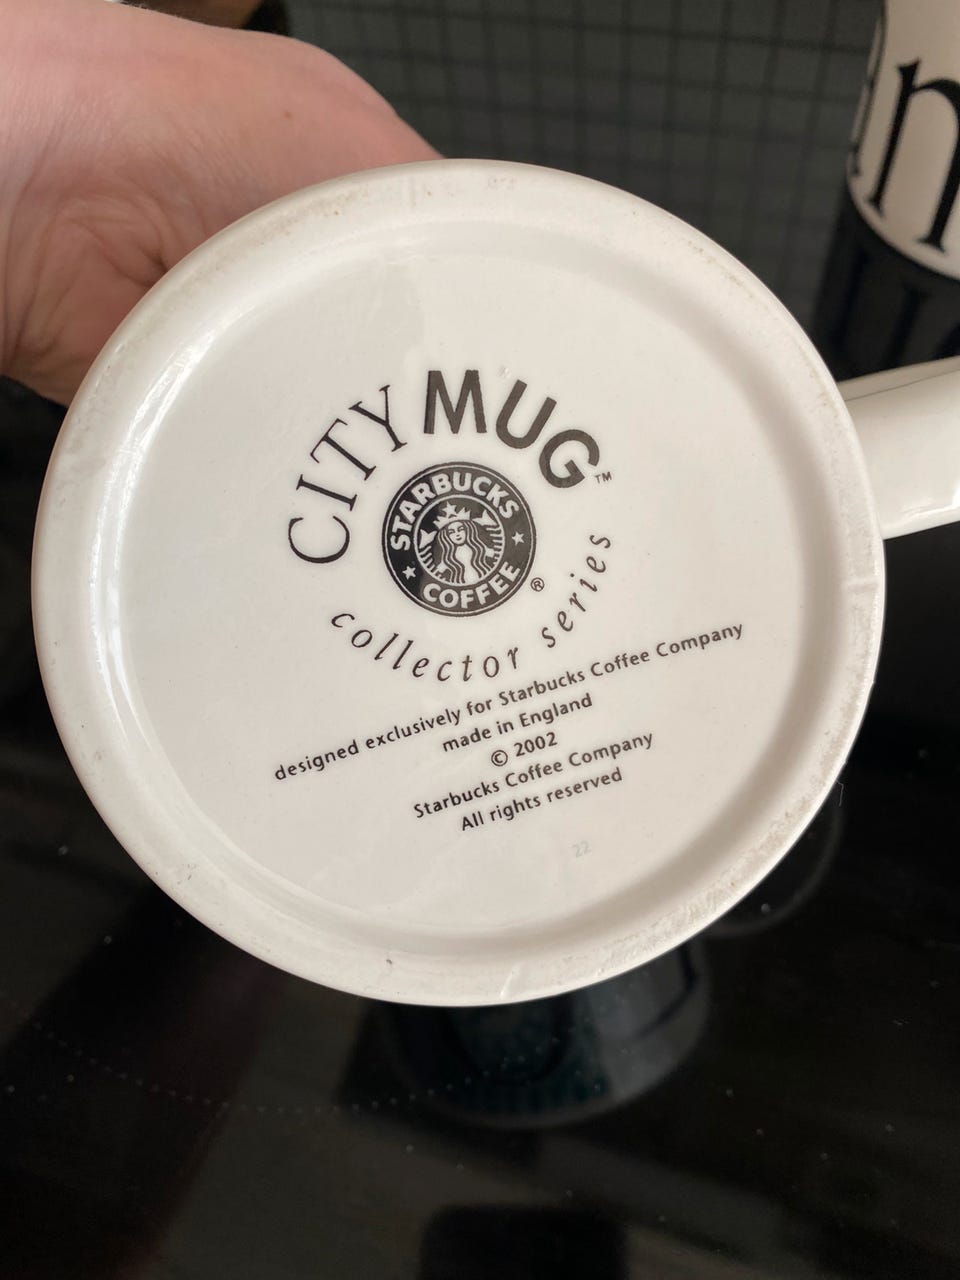 CITY MUG™
STARBUCKS
COFFEE
®
collector series
designed exclusively for Starbucks Coffee Company
made in England
© 2002
Starbucks Coffee Company
All rights reserved
22
n